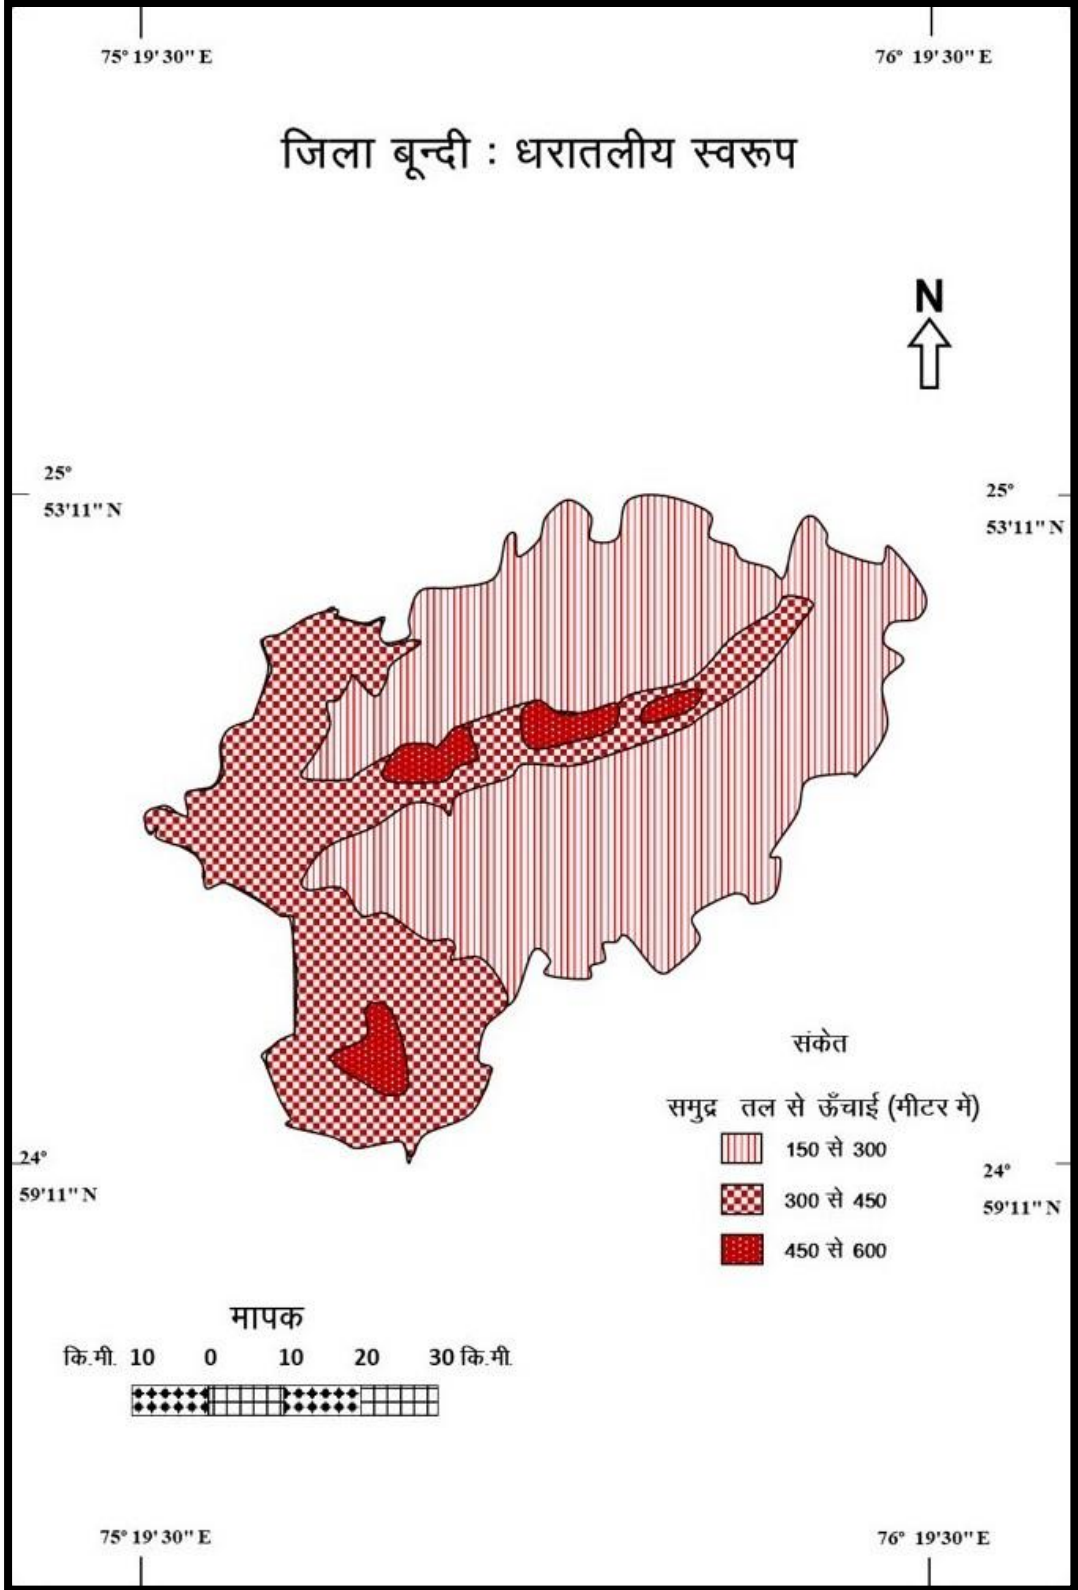 75° 19' 30" E
76° 19' 30" E
जिला बून्दी : धरातलीय स्वरूप
N
25°
53'11" N
25°
53'11" N
संकेत
समुद्र तल से ऊँचाई (मीटर में)
150 से 300
300 से 450
450 से 600
24°
59'11" N
24°
59'11" N
मापक
कि.मी. 10 0 10 20 30 कि.मी.
75° 19' 30" E
76° 19' 30" E